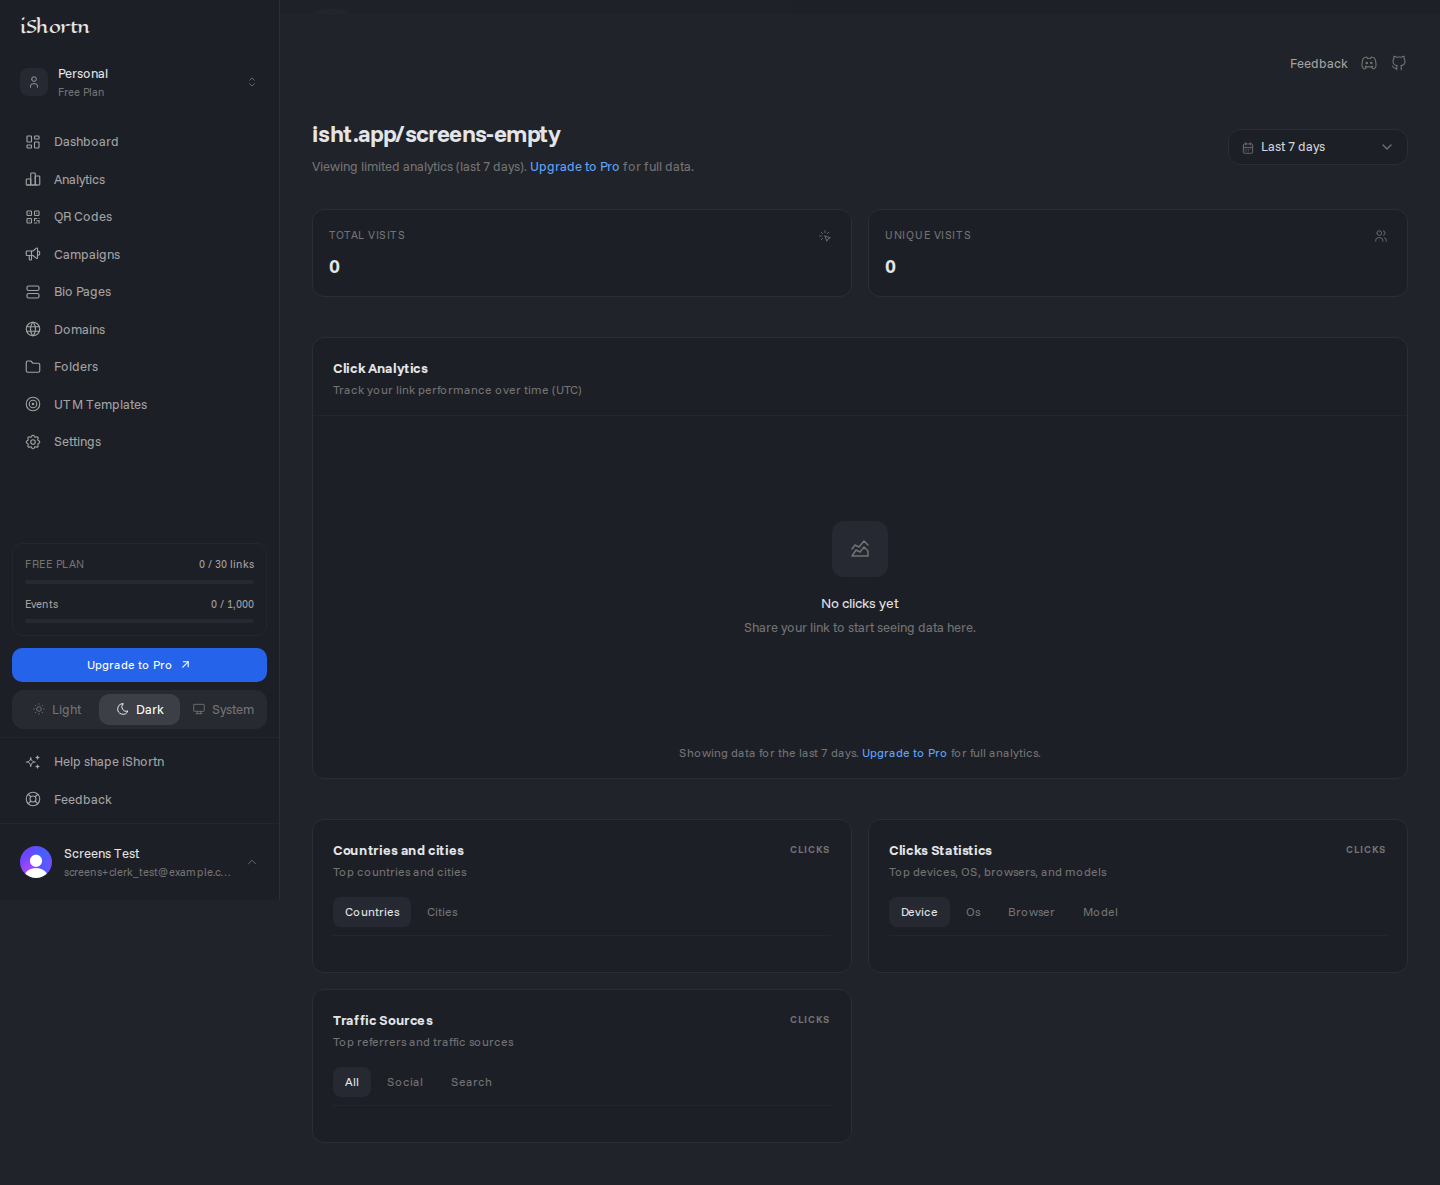 iShortn
Personal
Free Plan
Dashboard
Analytics
QR Codes
Campaigns
Bio Pages
Domains
Folders
UTM Templates
Settings
FREE PLAN 0 / 30 links
Events 0 / 1,000
Upgrade to Pro
Light Dark System
Help shape iShortn
Feedback
Screens Test
screens+clerk_test@example.c...
Feedback
isht.app/screens-empty
Viewing limited analytics (last 7 days). Upgrade to Pro for full data.
Last 7 days
TOTAL VISITS
0
UNIQUE VISITS
0
Click Analytics
Track your link performance over time (UTC)
No clicks yet
Share your link to start seeing data here.
Showing data for the last 7 days. Upgrade to Pro for full analytics.
Countries and cities CLICKS
Top countries and cities
Countries Cities
Clicks Statistics CLICKS
Top devices, OS, browsers, and models
Device Os Browser Model
Traffic Sources CLICKS
Top referrers and traffic sources
All Social Search